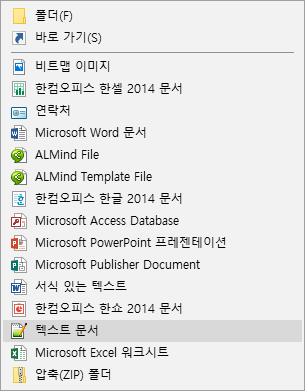 폴더(F)
바로 가기(S)
비트맵 이미지
한컴오피스 한셀 2014 문서
연락처
Microsoft Word 문서
ALMind File
ALMind Template File
한컴오피스 한글 2014 문서
Microsoft Access Database
Microsoft PowerPoint 프레젠테이션
Microsoft Publisher Document
서식 있는 텍스트
한컴오피스 한쇼 2014 문서
텍스트 문서
Microsoft Excel 워크시트
압축(ZIP) 폴더